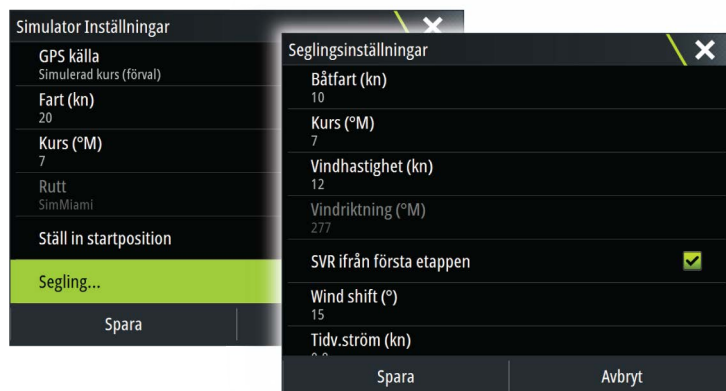 Simulator Inställningar
GPS källa
Simulerad kurs (förval)
Fart (kn)
20
Kurs (°M)
7
Rutt
SimMiami
Ställ in startposition
Segling...
Spara
Seglingsinställningar
Båtfart (kn)
10
Kurs (°M)
7
Vindhastighet (kn)
12
Vindriktning (°M)
277
SVR ifrån första etappen
Wind shift (°)
15
Tidv.ström (kn)
Spara Avbryt